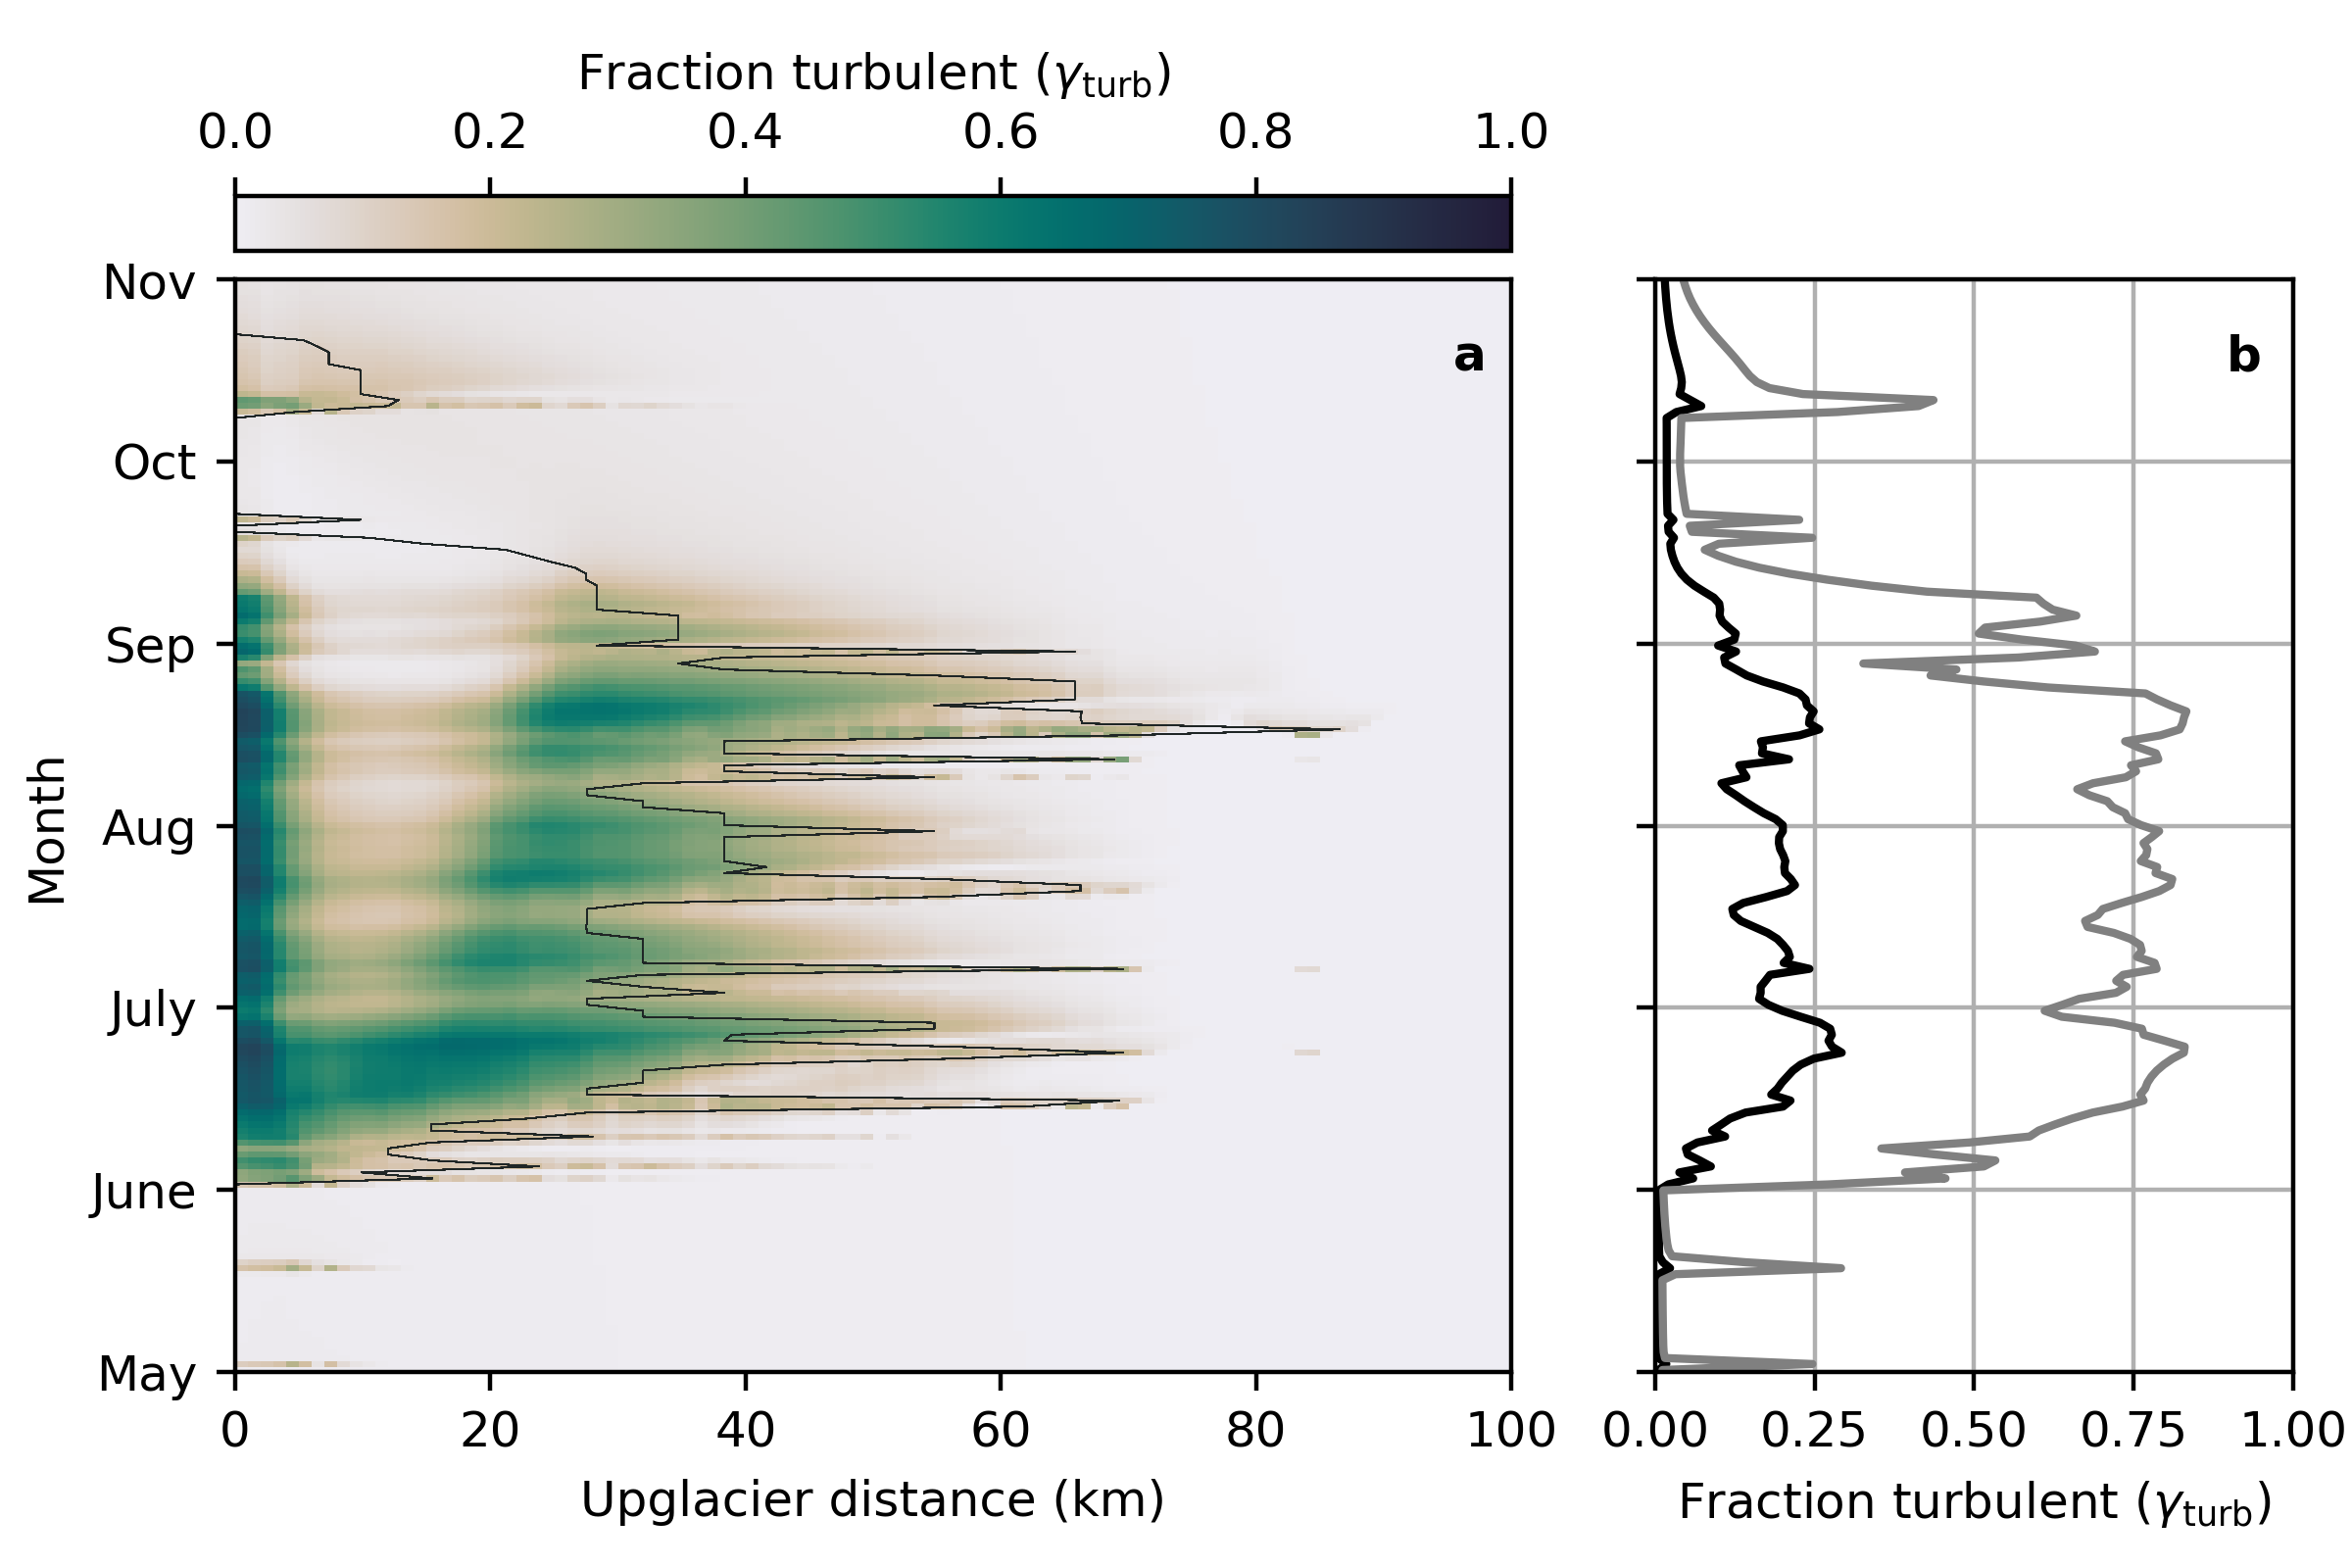 Fraction turbulent (γturb)
0.0 0.2 0.4 0.6 0.8 1.0
Nov
Oct
Sep
Aug
July
June
May
Month
a
b
0 20 40 60 80 100
0.00 0.25 0.50 0.75 1.00
Upglacier distance (km)
Fraction turbulent (γturb)